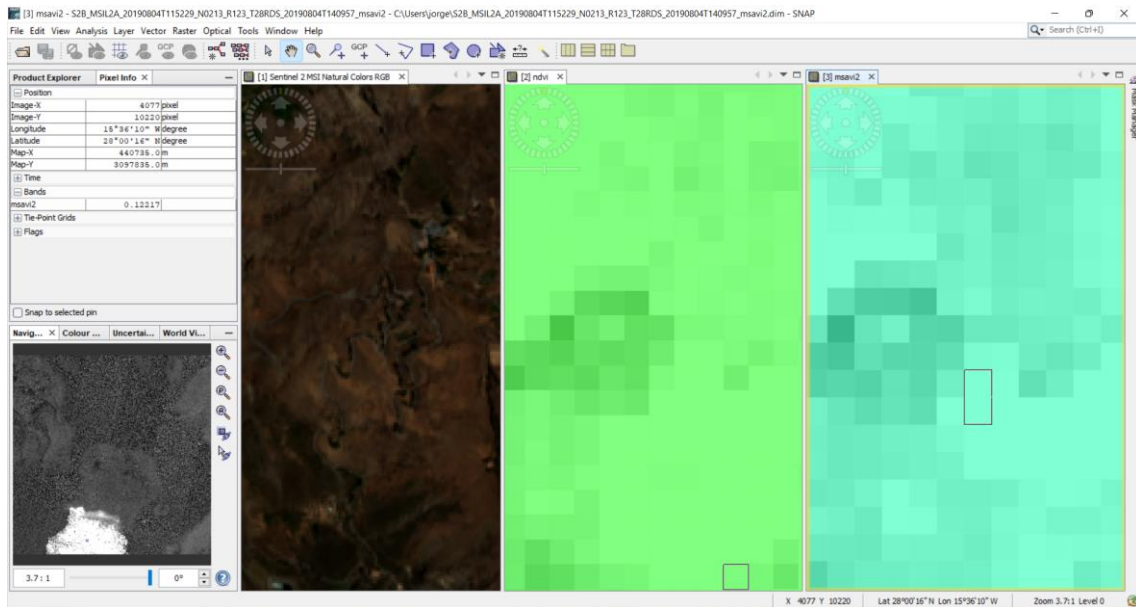 [3] msavi2 - S2B_MSIL2A_20190804T115229_N0213_R123_T28RDS_20190804T140957_msavi2 - C:\Users\jorge\S2B_MSIL2A_20190804T115229_N0213_R123_T28RDS_20190804T140957_msavi2.dim - SNAP
File Edit View Analysis Layer Vector Raster Optical Tools Window Help
Search (Ctrl+I)
GCP GCP
Product Explorer Pixel Info
[1] Sentinel 2 MSI Natural Colors RGB
[2] ndvi
[3] msavi2
Position
Image-X 4077 pixel
Image-Y 10220 pixel
Longitude 15°36'10" W degree
Latitude 28°00'16" N degree
Map-X 440735.0 m
Map-Y 3097835.0 m
Time
Bands
msavi2 0.12217
Tie-Point Grids
Flags
Snap to selected pin
Navig... Colour ... Uncertai... World Vi...
3.7:1 0°
Mask Manager
X 4077 Y 10220 Lat 28°00'16" N Lon 15°36'10" W Zoom 3.7:1 Level 0